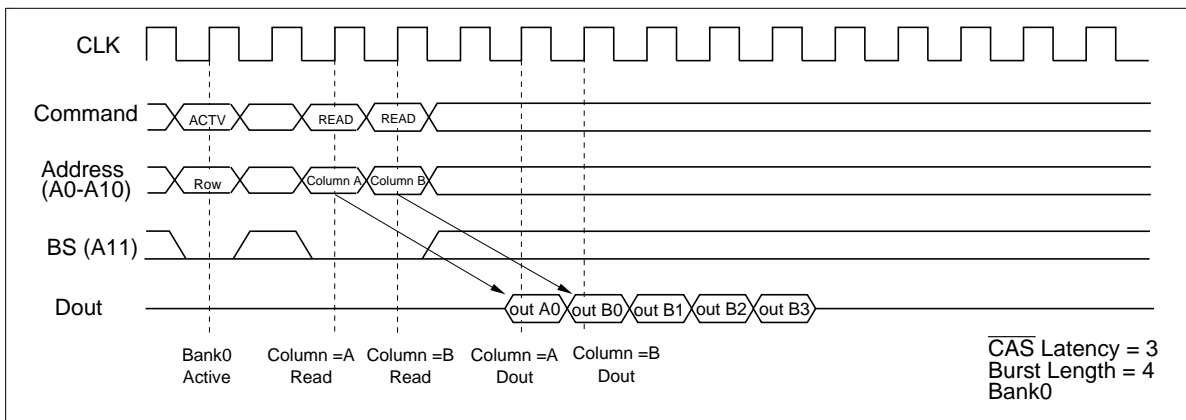 CLK
Command
ACTV READ READ
Address
(A0-A10)
Row Column A Column B
BS (A11)
Dout
out A0 out B0 out B1 out B2 out B3
Bank0
Active
Column =A
Read
Column =B
Read
Column =A
Dout
Column =B
Dout
CAS Latency = 3
Burst Length = 4
Bank0